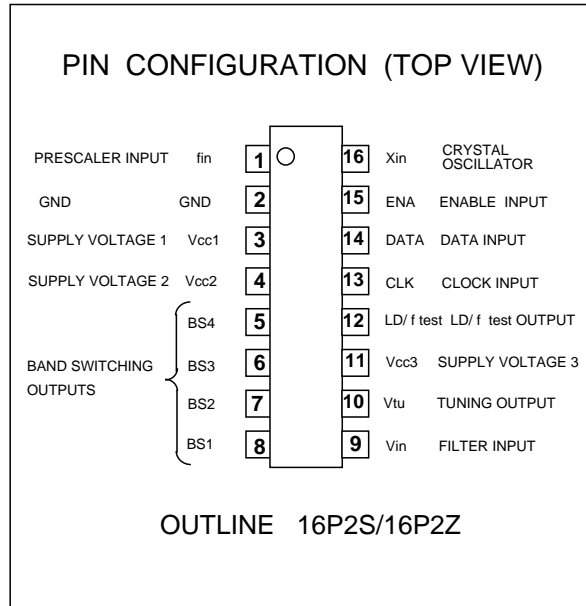 PIN CONFIGURATION (TOP VIEW)
PRESCALER INPUT fin 1 16 Xin CRYSTAL OSCILLATOR
GND GND 2 15 ENA ENABLE INPUT
SUPPLY VOLTAGE 1 Vcc1 3 14 DATA DATA INPUT
SUPPLY VOLTAGE 2 Vcc2 4 13 CLK CLOCK INPUT
BS4 5 12 LD/ f test LD/ f test OUTPUT
BAND SWITCHING OUTPUTS BS3 6 11 Vcc3 SUPPLY VOLTAGE 3
BS2 7 10 Vtu TUNING OUTPUT
BS1 8 9 Vin FILTER INPUT
OUTLINE 16P2S/16P2Z